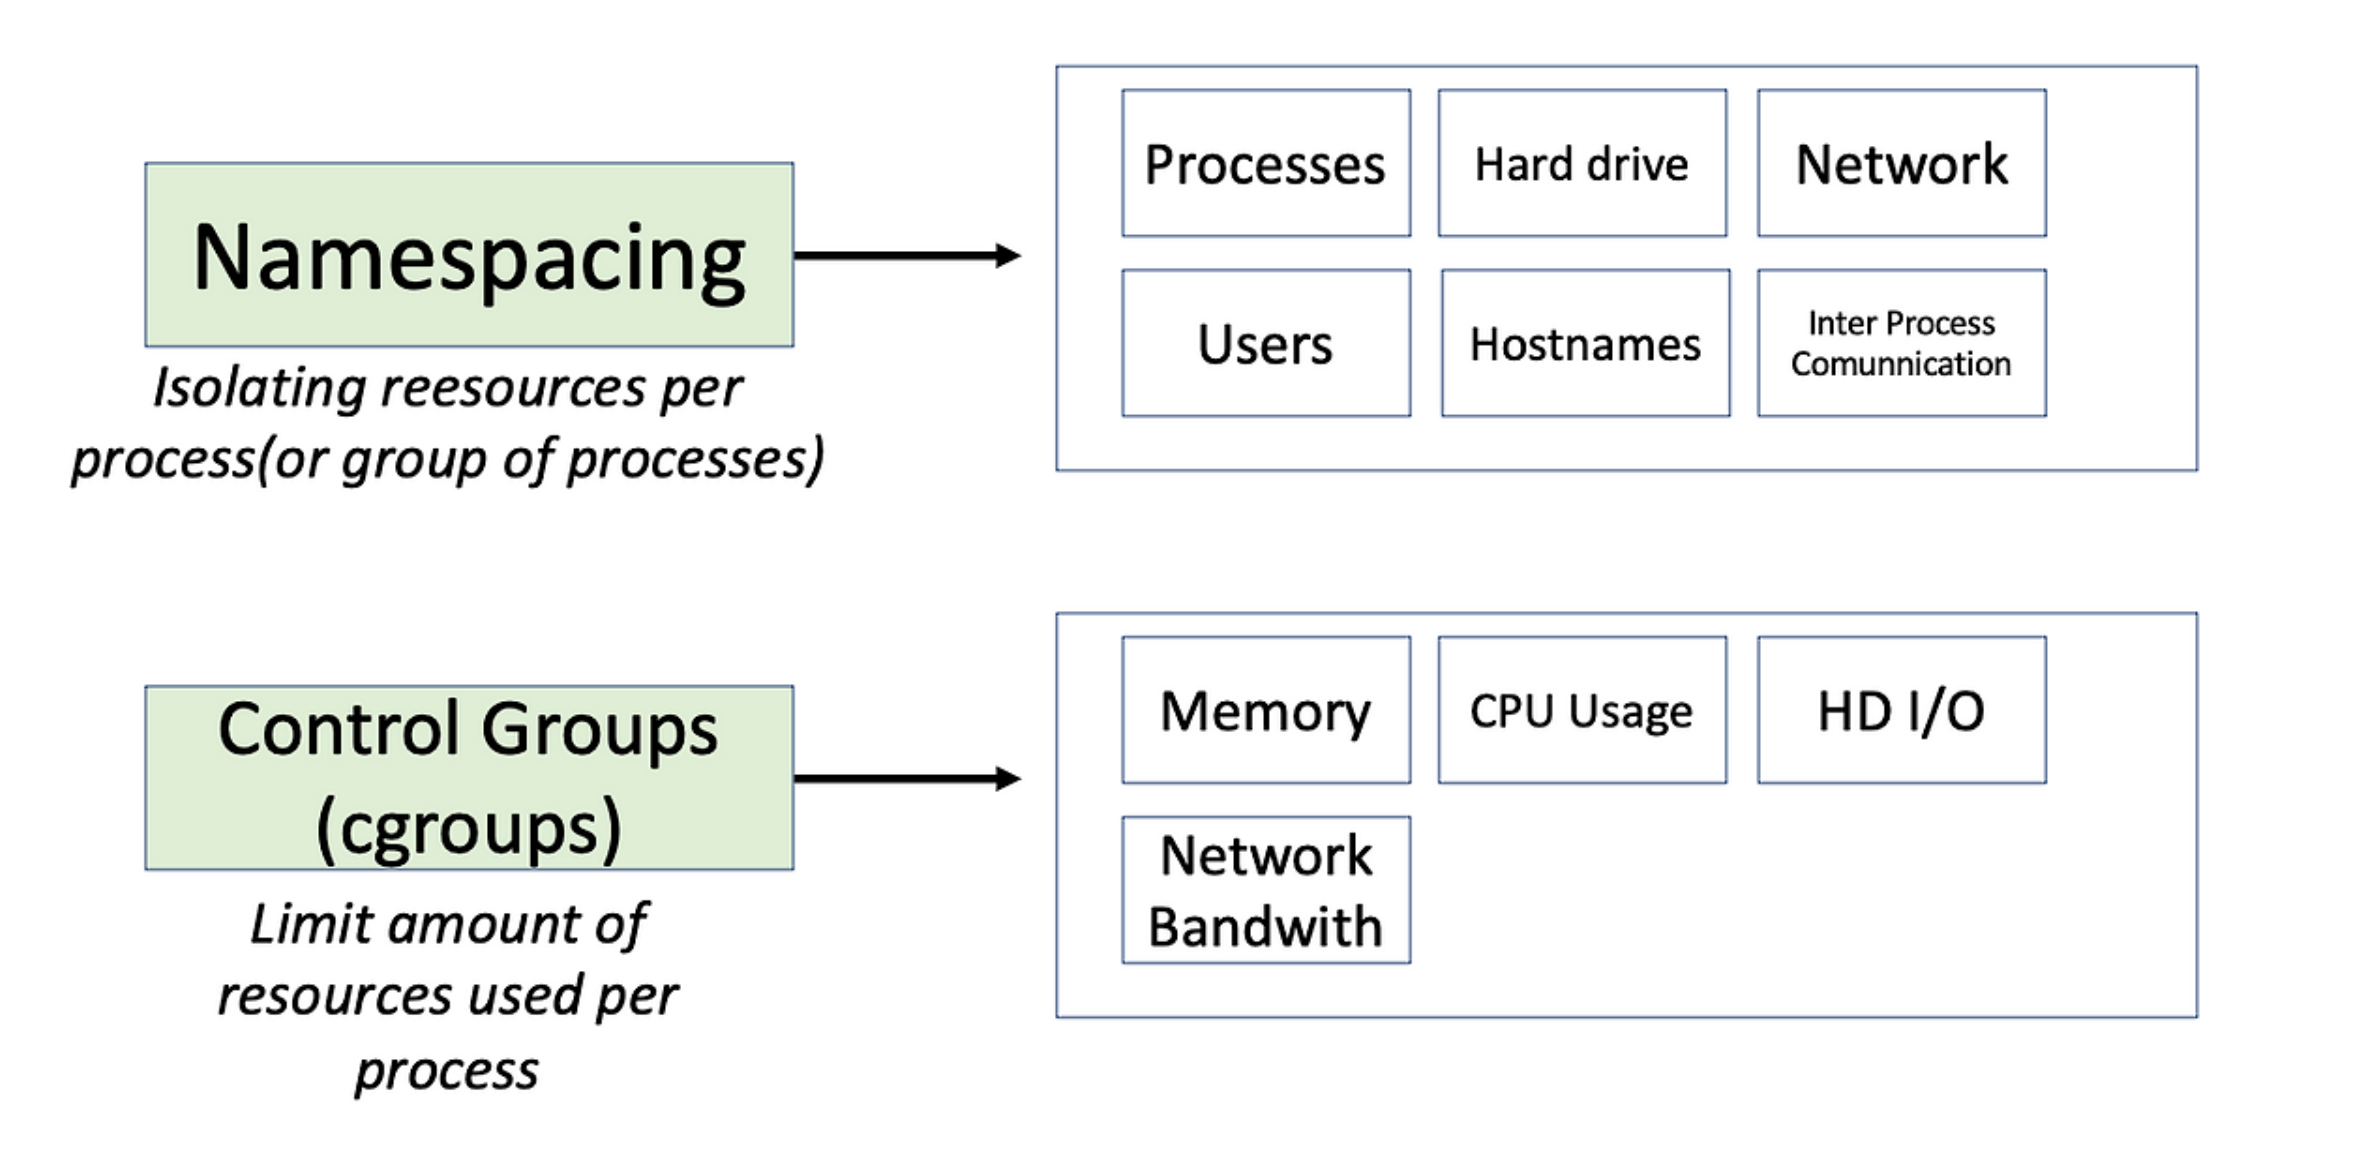 Namespacing
Isolating reesources per
process(or group of processes)
Processes
Hard drive
Network
Users
Hostnames
Inter Process
Comunnication
Control Groups
(cgroups)
Limit amount of
resources used per
process
Memory
CPU Usage
HD I/O
Network
Bandwith